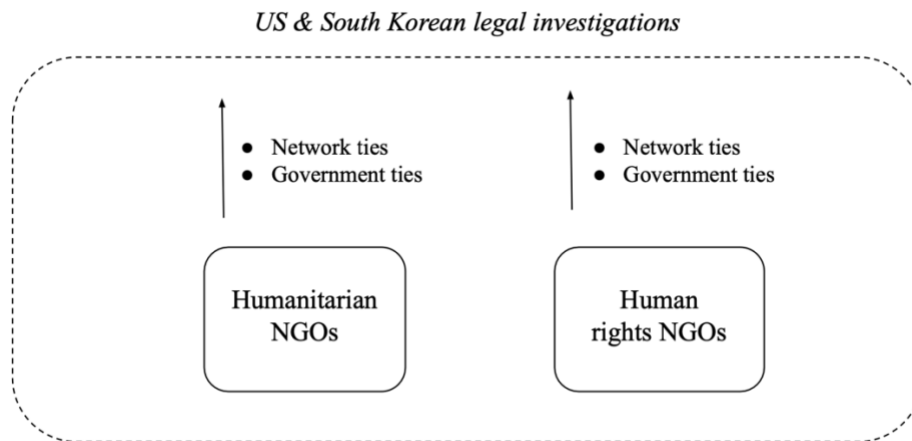 US & South Korean legal investigations
● Network ties
● Government ties
● Network ties
● Government ties
Humanitarian
NGOs
Human
rights NGOs